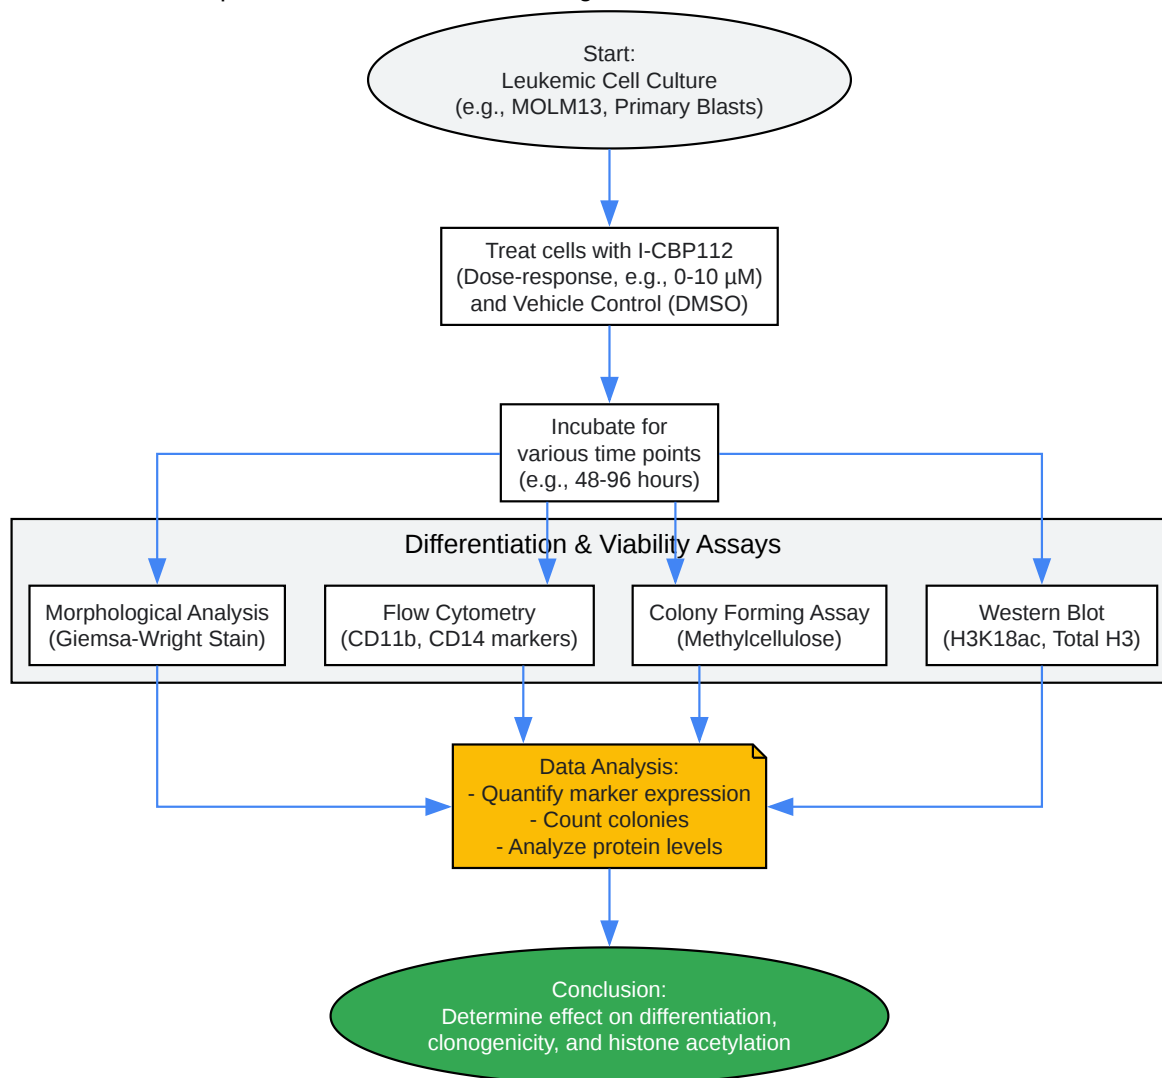 Start:
Leukemic Cell Culture
(e.g., MOLM13, Primary Blasts)
Treat cells with I-CBP112
(Dose-response, e.g., 0-10 µM)
and Vehicle Control (DMSO)
Incubate for
various time points
(e.g., 48-96 hours)
Differentiation & Viability Assays
Morphological Analysis
(Giemsa-Wright Stain)
Flow Cytometry
(CD11b, CD14 markers)
Colony Forming Assay
(Methylcellulose)
Western Blot
(H3K18ac, Total H3)
Data Analysis:
- Quantify marker expression
- Count colonies
- Analyze protein levels
Conclusion:
Determine effect on differentiation,
clonogenicity, and histone acetylation